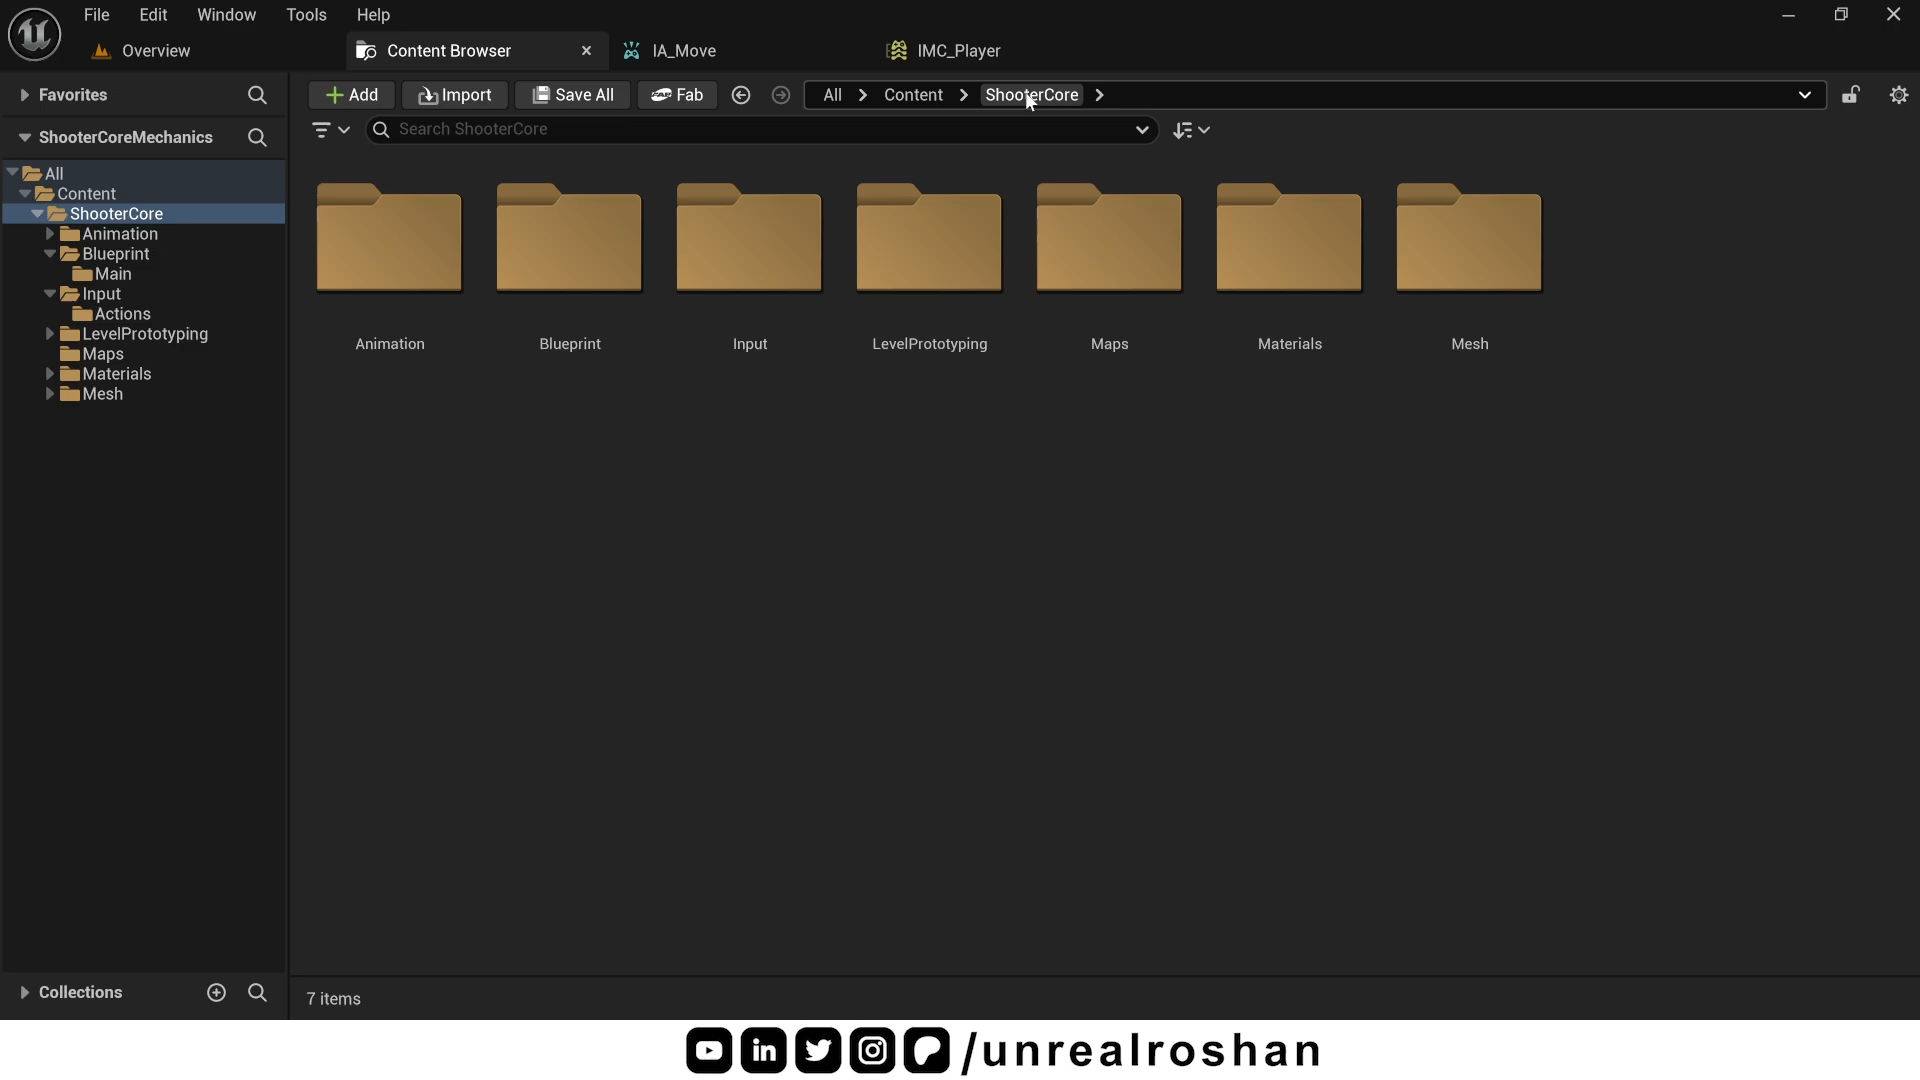 File Edit Window Tools Help
Overview Content Browser IA_Move IMC_Player
Favorites
Add Import Save All Fab All Content ShooterCore
Search ShooterCore
ShooterCoreMechanics
All
Content
ShooterCore
Animation
Blueprint
Main
Input
Actions
LevelPrototyping
Maps
Materials
Mesh
Animation Blueprint Input LevelPrototyping Maps Materials Mesh
Collections
7 items
/unrealroshan